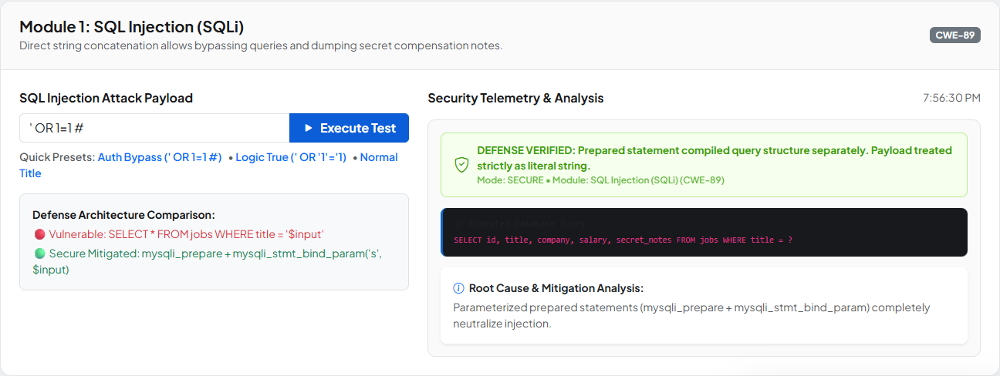 Module 1: SQL Injection (SQLi)
Direct string concatenation allows bypassing queries and dumping secret compensation notes.
CWE-89
SQL Injection Attack Payload
' OR 1=1 #
Execute Test
Quick Presets: Auth Bypass (' OR 1=1 #) • Logic True (' OR '1'='1) • Normal
Title
Defense Architecture Comparison:
Vulnerable: SELECT * FROM jobs WHERE title = '$input'
Secure Mitigated: mysqli_prepare + mysqli_stmt_bind_param('s',
$input)
Security Telemetry & Analysis
7:56:30 PM
DEFENSE VERIFIED: Prepared statement compiled query structure separately. Payload treated
strictly as literal string.
Mode: SECURE • Module: SQL Injection (SQLi) (CWE-89)
// Executed Database Query
SELECT id, title, company, salary, secret_notes FROM jobs WHERE title = ?
Root Cause & Mitigation Analysis:
Parameterized prepared statements (mysqli_prepare + mysqli_stmt_bind_param) completely
neutralize injection.